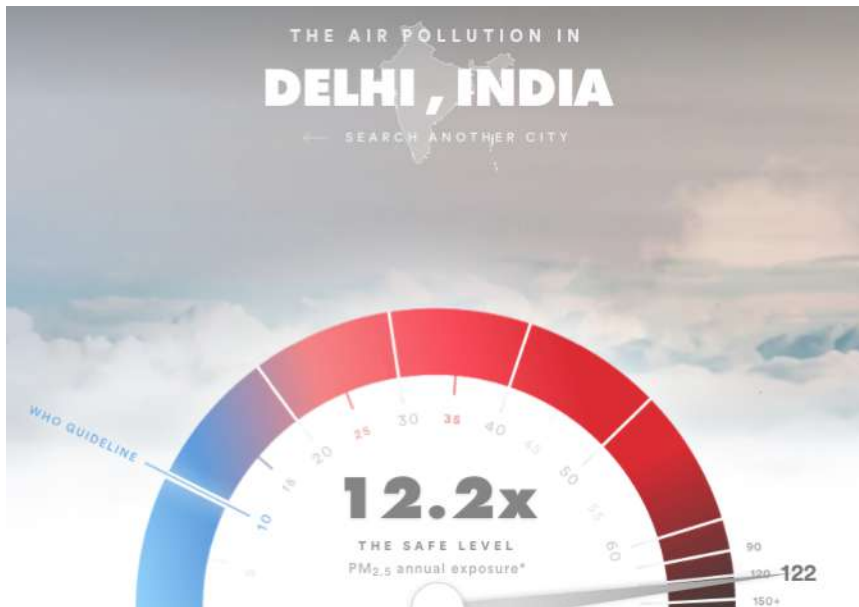 THE AIR POLLUTION IN
DELHI, INDIA
← SEARCH ANOTHER CITY
WHO GUIDELINE
5
10
15
20
25
30
35
40
45
50
55
60
90
120
122
150+
12.2x
THE SAFE LEVEL
PM2.5 annual exposure*